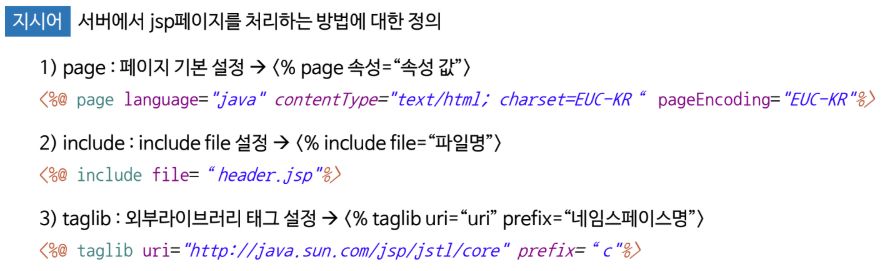 지시어 서버에서 jsp페이지를 처리하는 방법에 대한 정의
1) page : 페이지 기본 설정 → <% page 속성=“속성 값”>
<%@ page language="java" contentType="text/html; charset=EUC-KR “ pageEncoding="EUC-KR"%>
2) include : include file 설정 → <% include file=“파일명”>
<%@ include file= “header.jsp"%>
3) taglib : 외부라이브러리 태그 설정 → <% taglib uri=“uri” prefix=“네임스페이스명”>
<%@ taglib uri="http://java.sun.com/jsp/jstl/core" prefix= “c"%>